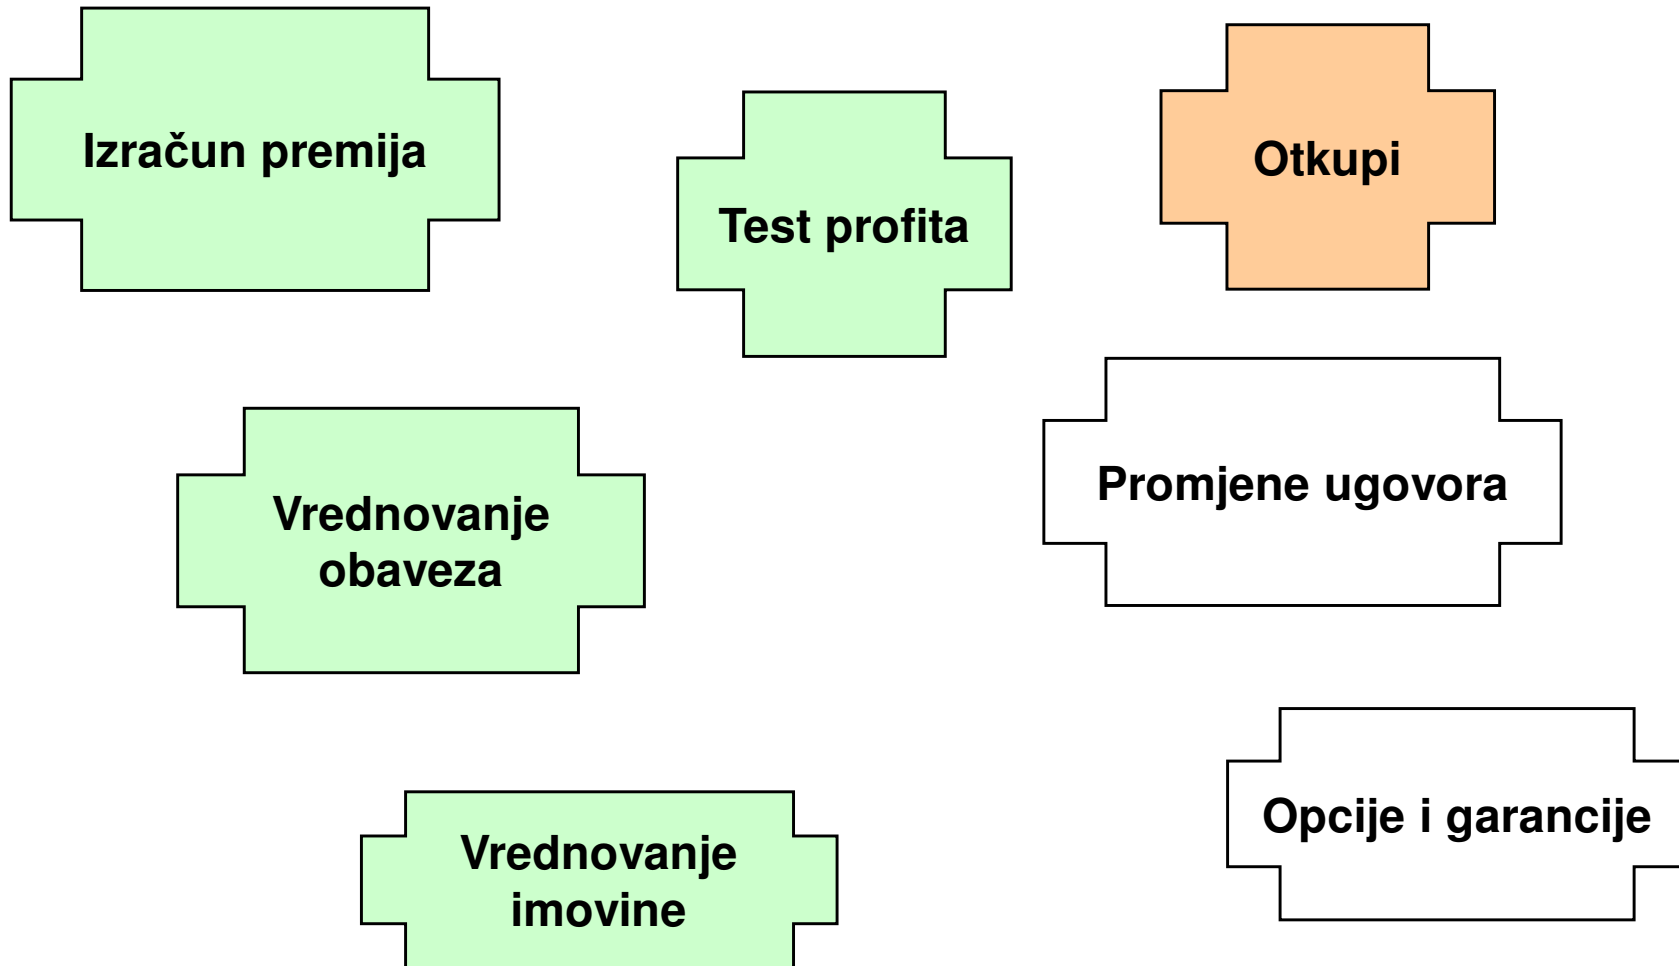 Izračun premija
Test profita
Otkupi
Vrednovanje
obaveza
Promjene ugovora
Vrednovanje
imovine
Opcije i garancije